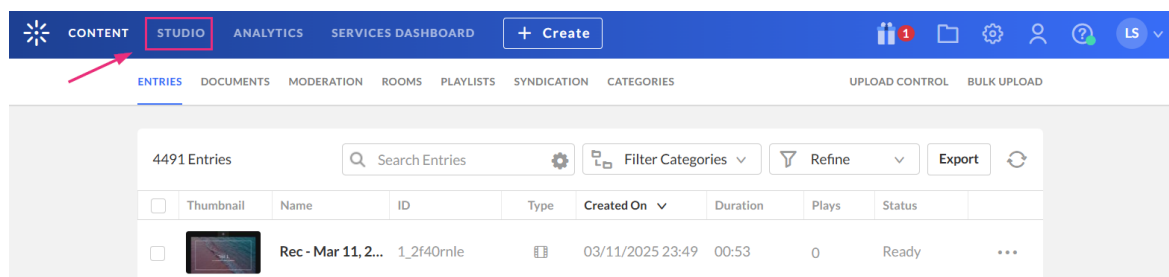 CONTENT STUDIO ANALYTICS SERVICES DASHBOARD + Create 1 ? LS
ENTRIES DOCUMENTS MODERATION ROOMS PLAYLISTS SYNDICATION CATEGORIES UPLOAD CONTROL BULK UPLOAD
4491 Entries Search Entries Filter Categories Refine Export
Thumbnail Name ID Type Created On Duration Plays Status
Rec - Mar 11, 2... 1_2f40rnle 03/11/2025 23:49 00:53 0 Ready